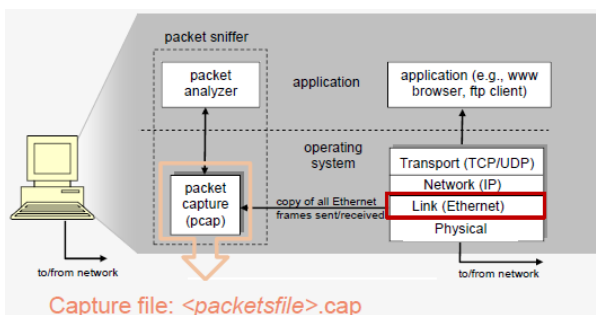 packet sniffer
packet
analyzer
application
application (e.g., www
browser, ftp client)
operating
system
packet
capture
(pcap)
copy of all Ethernet
frames sent/received
Transport (TCP/UDP)
Network (IP)
Link (Ethernet)
Physical
to/from network
to/from network
Capture file: <packetsfile>.cap